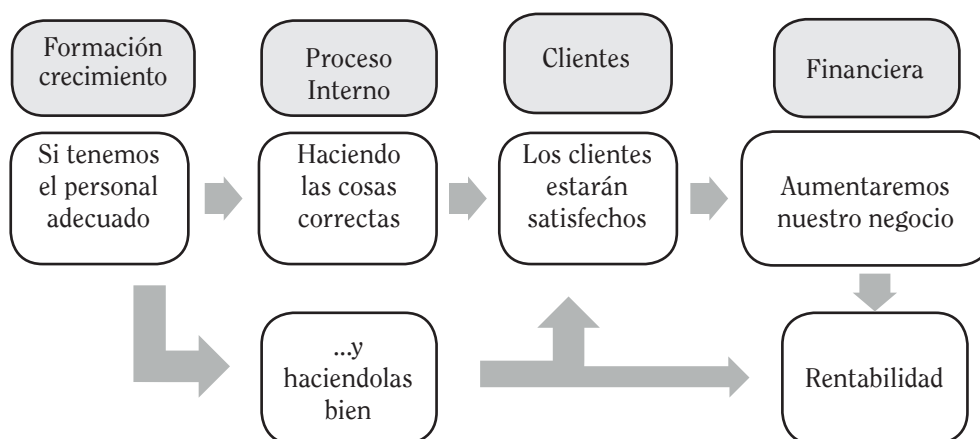 Formación
crecimiento
Proceso
Interno
Clientes
Financiera
Si tenemos
el personal
adecuado
Haciendo
las cosas
correctas
Los clientes
estarán
satisfechos
Aumentaremos
nuestro negocio
...y
haciendolas
bien
Rentabilidad